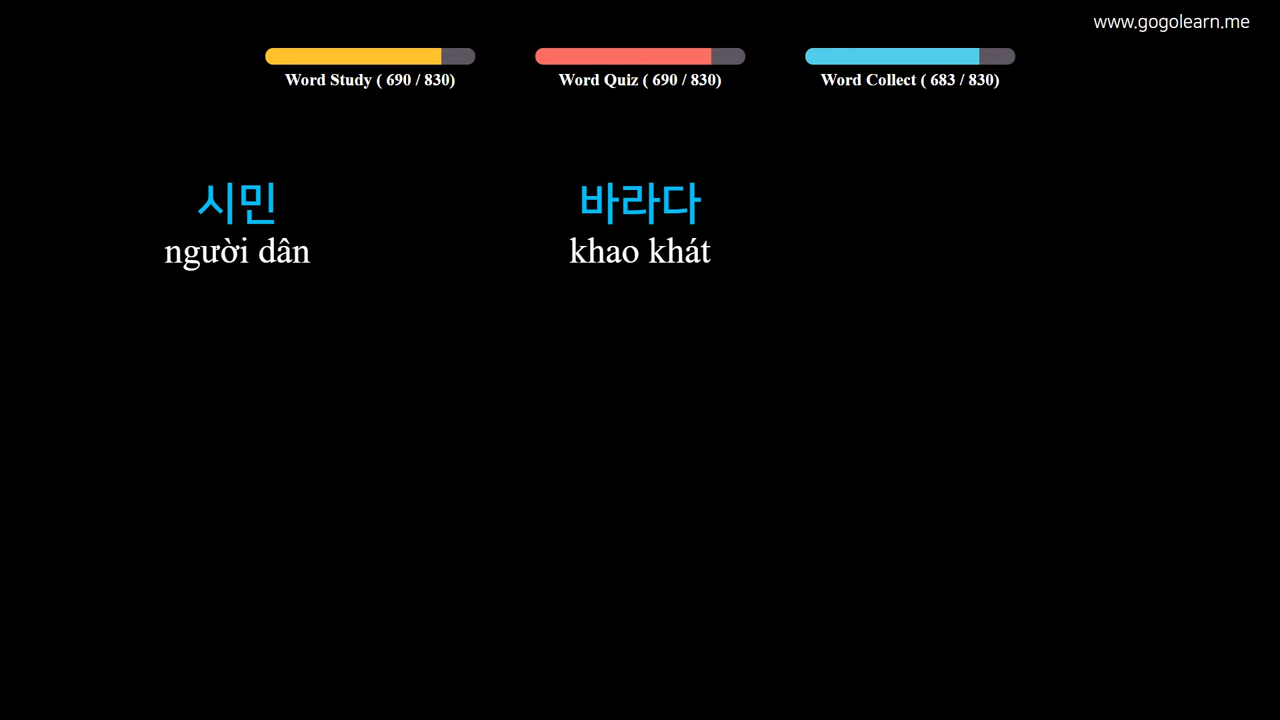 www.gogolearn.me
Word Study ( 690 / 830)
Word Quiz ( 690 / 830)
Word Collect ( 683 / 830)
시민
người dân
바라다
khao khát